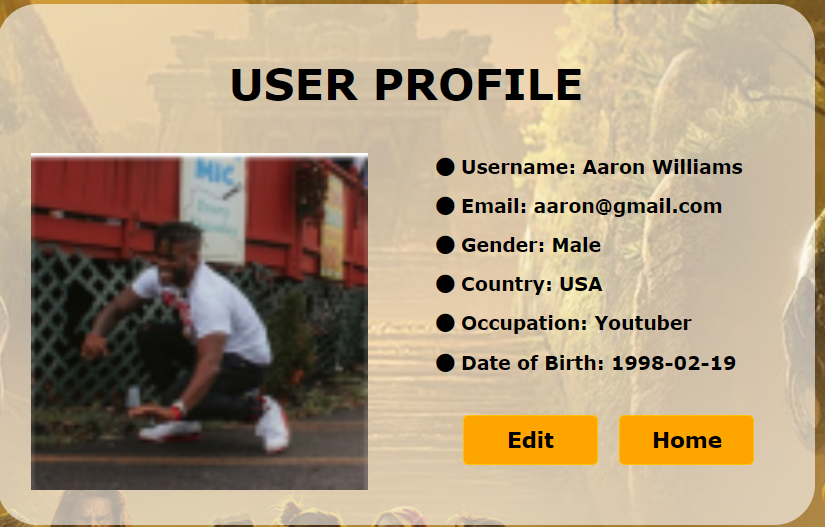 USER PROFILE
MIC
Username: Aaron Williams
Email: aaron@gmail.com
Gender: Male
Country: USA
Occupation: Youtuber
Date of Birth: 1998-02-19
Edit Home